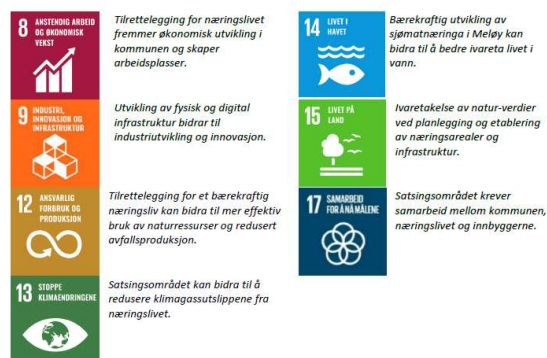 8 ANSTENDIG ARBEID
OG ØKONOMISK
VEKST
Tilrettelegging for næringslivet
fremmer økonomisk utvikling i
kommunen og skaper
arbeidsplasser.
9 INDUSTRI,
INNOVASJON OG
INFRASTRUKTUR
Utvikling av fysisk og digital
infrastruktur bidrar til
industriutvikling og innovasjon.
12 ANSVARLIG
FORBRUK OG
PRODUKSJON
Tilrettelegging for et bærekraftig
næringsliv kan bidra til mer effektiv
bruk av naturressurser og redusert
avfallsproduksjon.
13 STOPPE
KLIMAENDRINGENE
Satsingsområdet kan bidra til å
redusere klimagassutslippene fra
næringslivet.
14 LIVET I
HAVET
Bærekraftig utvikling av
sjømatnæringa i Meløy kan
bidra til å bedre ivareta livet i
vann.
15 LIVET PÅ
LAND
Ivaretakelse av natur-verdier
ved planlegging og etablering
av næringsarealer og
infrastruktur.
17 SAMARBEID
FOR Å NÅ MÅLENE
Satsingsområdet krever
samarbeid mellom kommunen,
næringslivet og innbyggerne.